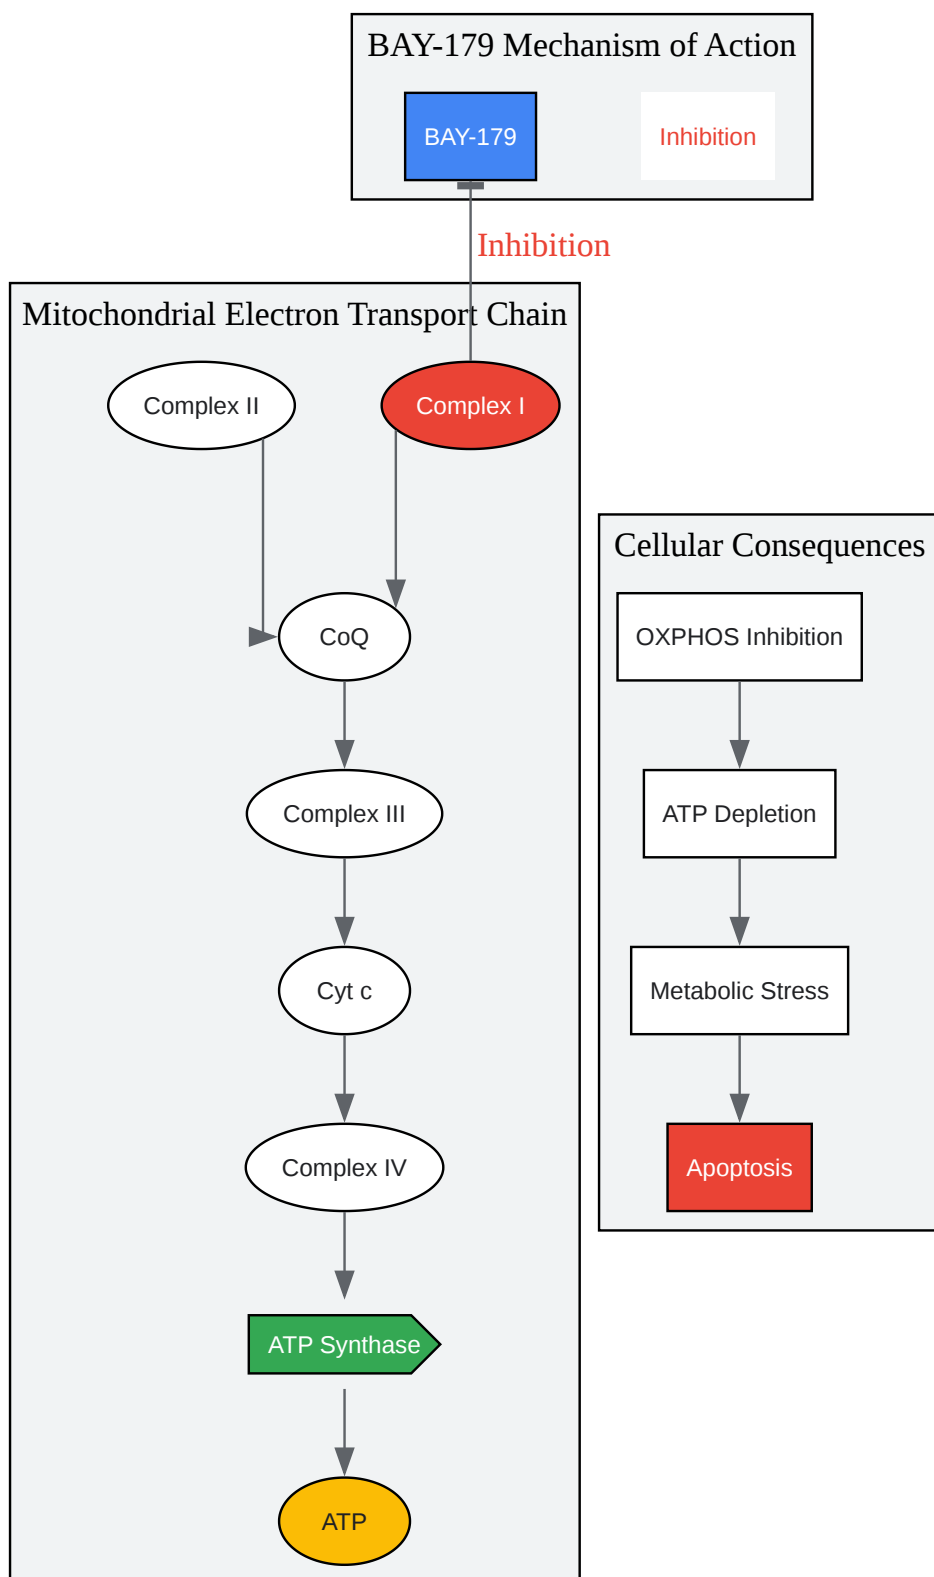 BAY-179 Mechanism of Action
BAY-179
Inhibition
Inhibition
Mitochondrial Electron Transport Chain
Complex II
Complex I
CoQ
Complex III
Cyt c
Complex IV
ATP Synthase
ATP
Cellular Consequences
OXPHOS Inhibition
ATP Depletion
Metabolic Stress
Apoptosis